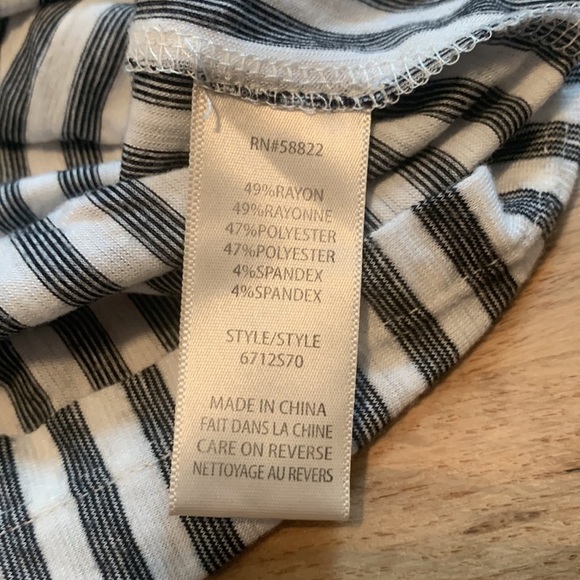 RN#58822
49%RAYON
49%RAYONNE
47%POLYESTER
47%POLYESTER
4%SPANDEX
4%SPANDEX
STYLE/STYLE
6712S70
MADE IN CHINA
FAIT DANS LA CHINE
CARE ON REVERSE
NETTOYAGE AU REVERS